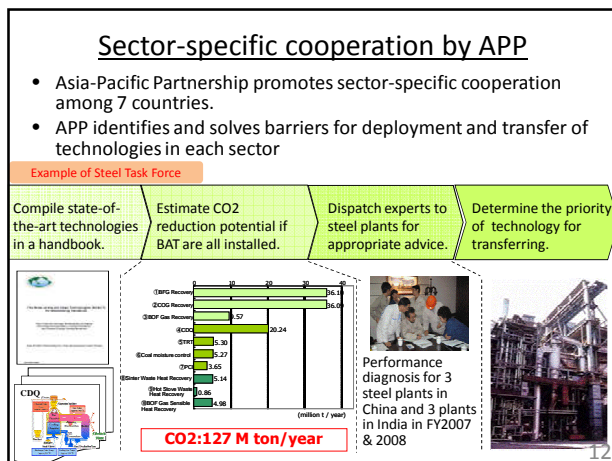 Sector-specific cooperation by APP
• Asia-Pacific Partnership promotes sector-specific cooperation
among 7 countries.
• APP identifies and solves barriers for deployment and transfer of
technologies in each sector
Example of Steel Task Force
Compile state-of-
the-art technologies
in a handbook.
Estimate CO2
reduction potential if
BAT are all installed.
Dispatch experts to
steel plants for
appropriate advice.
Determine the priority
of technology for
transferring.
0 10 20 30 40
①BFG Recovery 36.10
②COG Recovery 36.09
③BOF Gas Recovery 9.57
④CDQ 20.24
⑤TRT 5.30
⑥Coal moisture control 5.27
⑦PCI 3.65
⑧Sinter Waste Heat Recovery 5.14
⑨Hot Stove Waste
Heat Recovery 0.86
BOF Gas Sensible
Heat Recovery 4.98
(million t / year)
CO2:127 M ton/year
CDQ
Performance
diagnosis for 3
steel plants in
China and 3 plants
in India in FY2007
& 2008
12